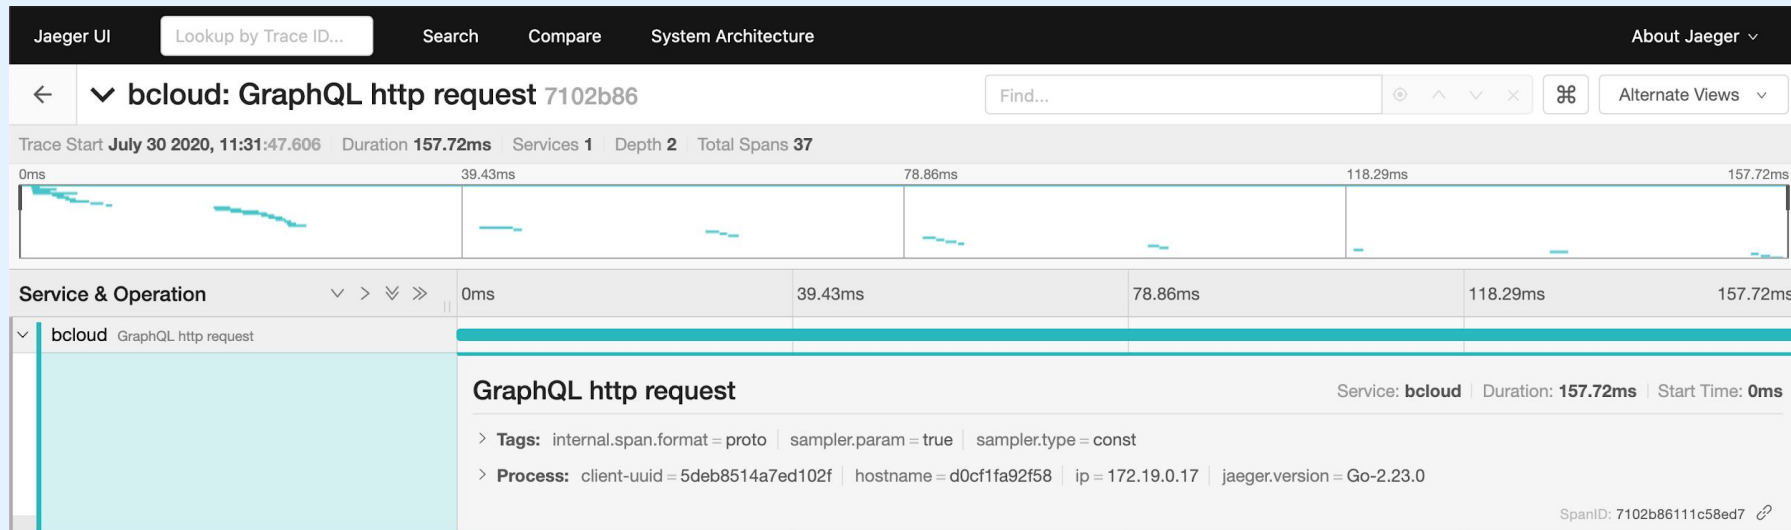 Jaeger UI Lookup by Trace ID... Search Compare System Architecture About Jaeger
bcloud: GraphQL http request 7102b86 Find... Alternate Views
Trace Start July 30 2020, 11:31:47.606 Duration 157.72ms Services 1 Depth 2 Total Spans 37
0ms 39.43ms 78.86ms 118.29ms 157.72ms
Service & Operation 0ms 39.43ms 78.86ms 118.29ms 157.72ms
bcloud GraphQL http request
GraphQL http request Service: bcloud Duration: 157.72ms Start Time: 0ms
Tags: internal.span.format = proto sampler.param = true sampler.type = const
Process: client-uuid = 5deb8514a7ed102f hostname = d0cf1fa92f58 ip = 172.19.0.17 jaeger.version = Go-2.23.0
SpanID: 7102b86111c58ed7